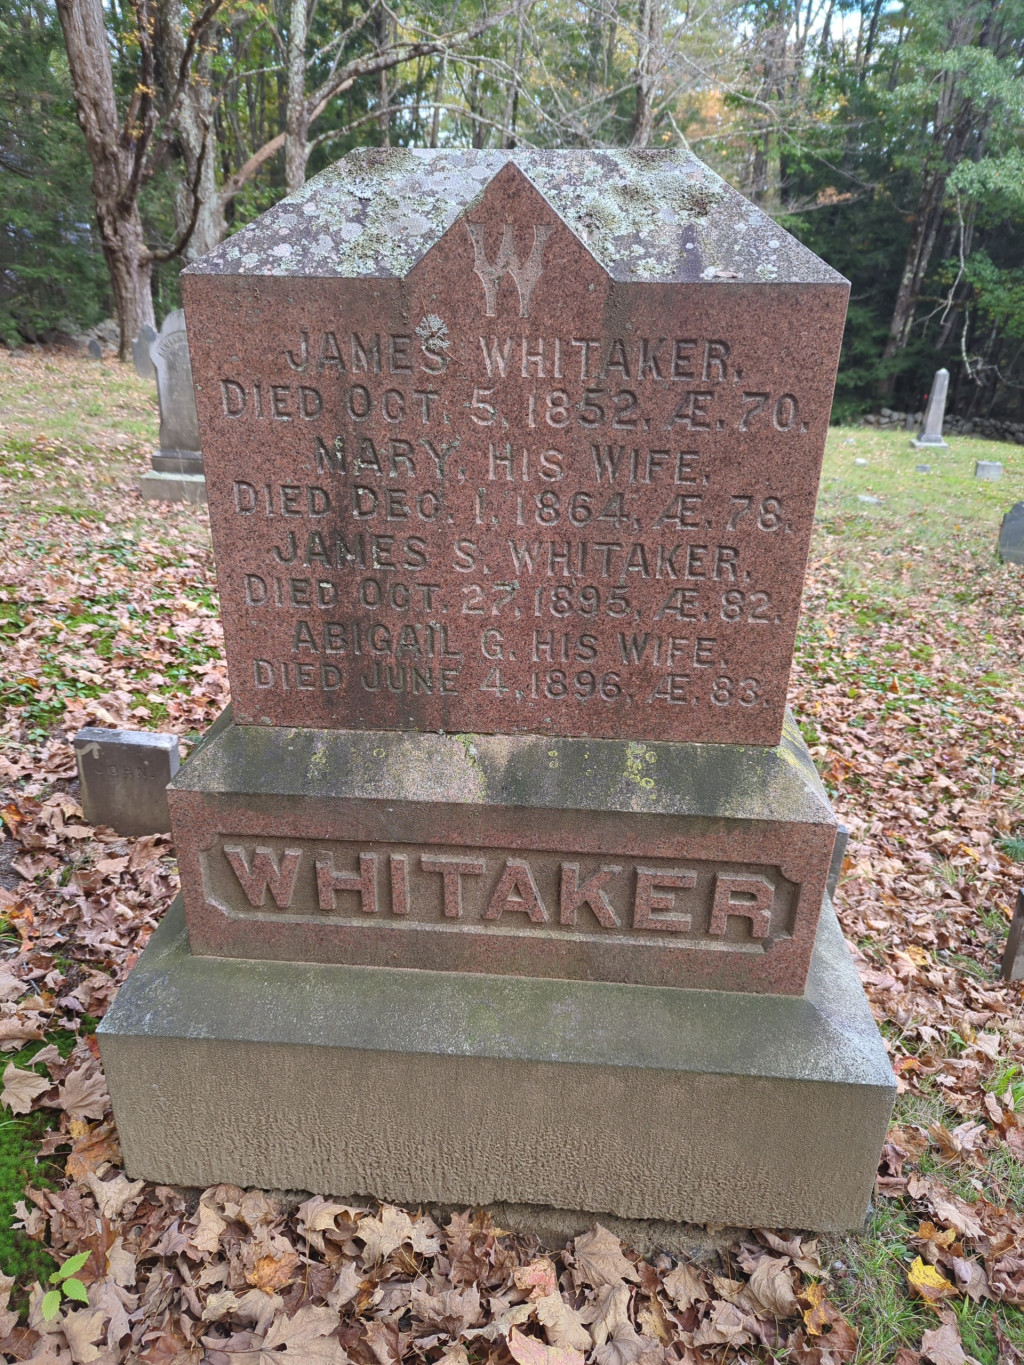 W
JAMES WHITAKER.
DIED OCT. 5, 1852, Æ. 70.
MARY, HIS WIFE.
DIED DEC. 1, 1864, Æ. 78.
JAMES S. WHITAKER.
DIED OCT. 27, 1895, Æ. 82.
ABIGAIL G. HIS WIFE.
DIED JUNE 4, 1896, Æ. 83.
WHITAKER
JOHN